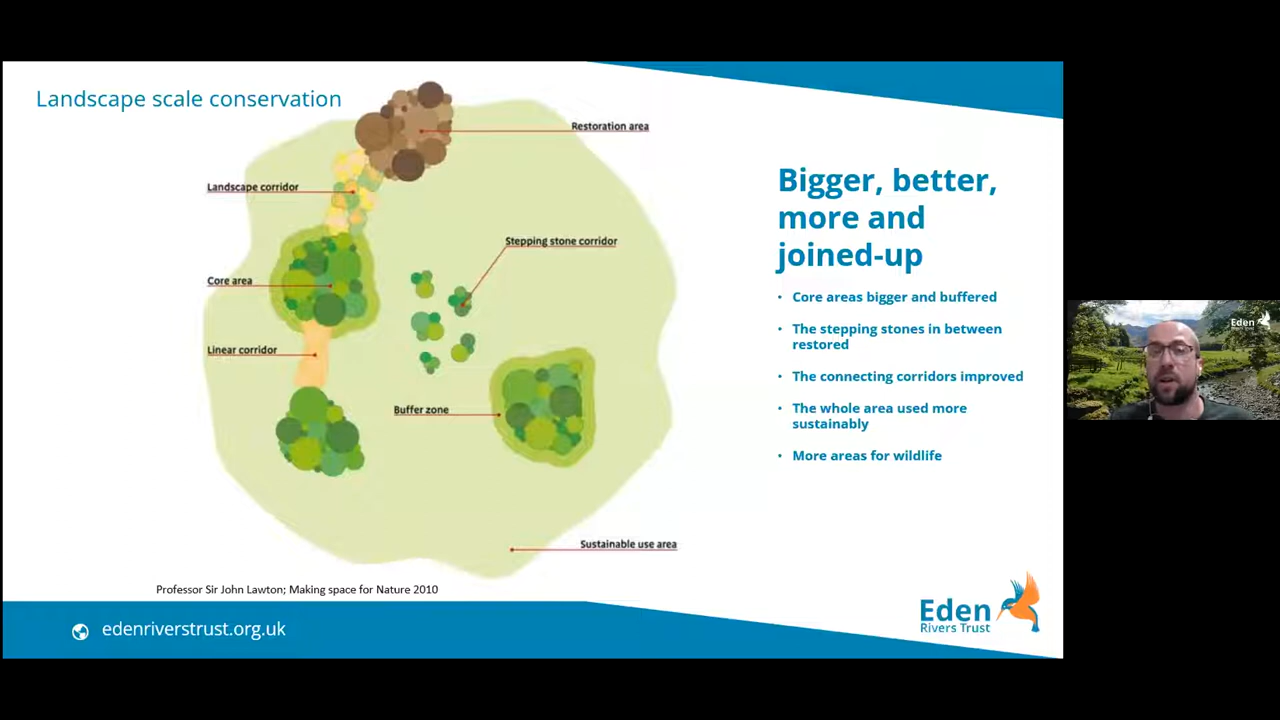 Landscape scale conservation
Restoration area
Landscape corridor
Stepping stone corridor
Core area
Linear corridor
Buffer zone
Sustainable use area
Professor Sir John Lawton; Making space for Nature 2010
Bigger, better,
more and
joined-up
• Core areas bigger and buffered
• The stepping stones in between
restored
• The connecting corridors improved
• The whole area used more
sustainably
• More areas for wildlife
edenriverstrust.org.uk
Eden
Rivers Trust
Eden